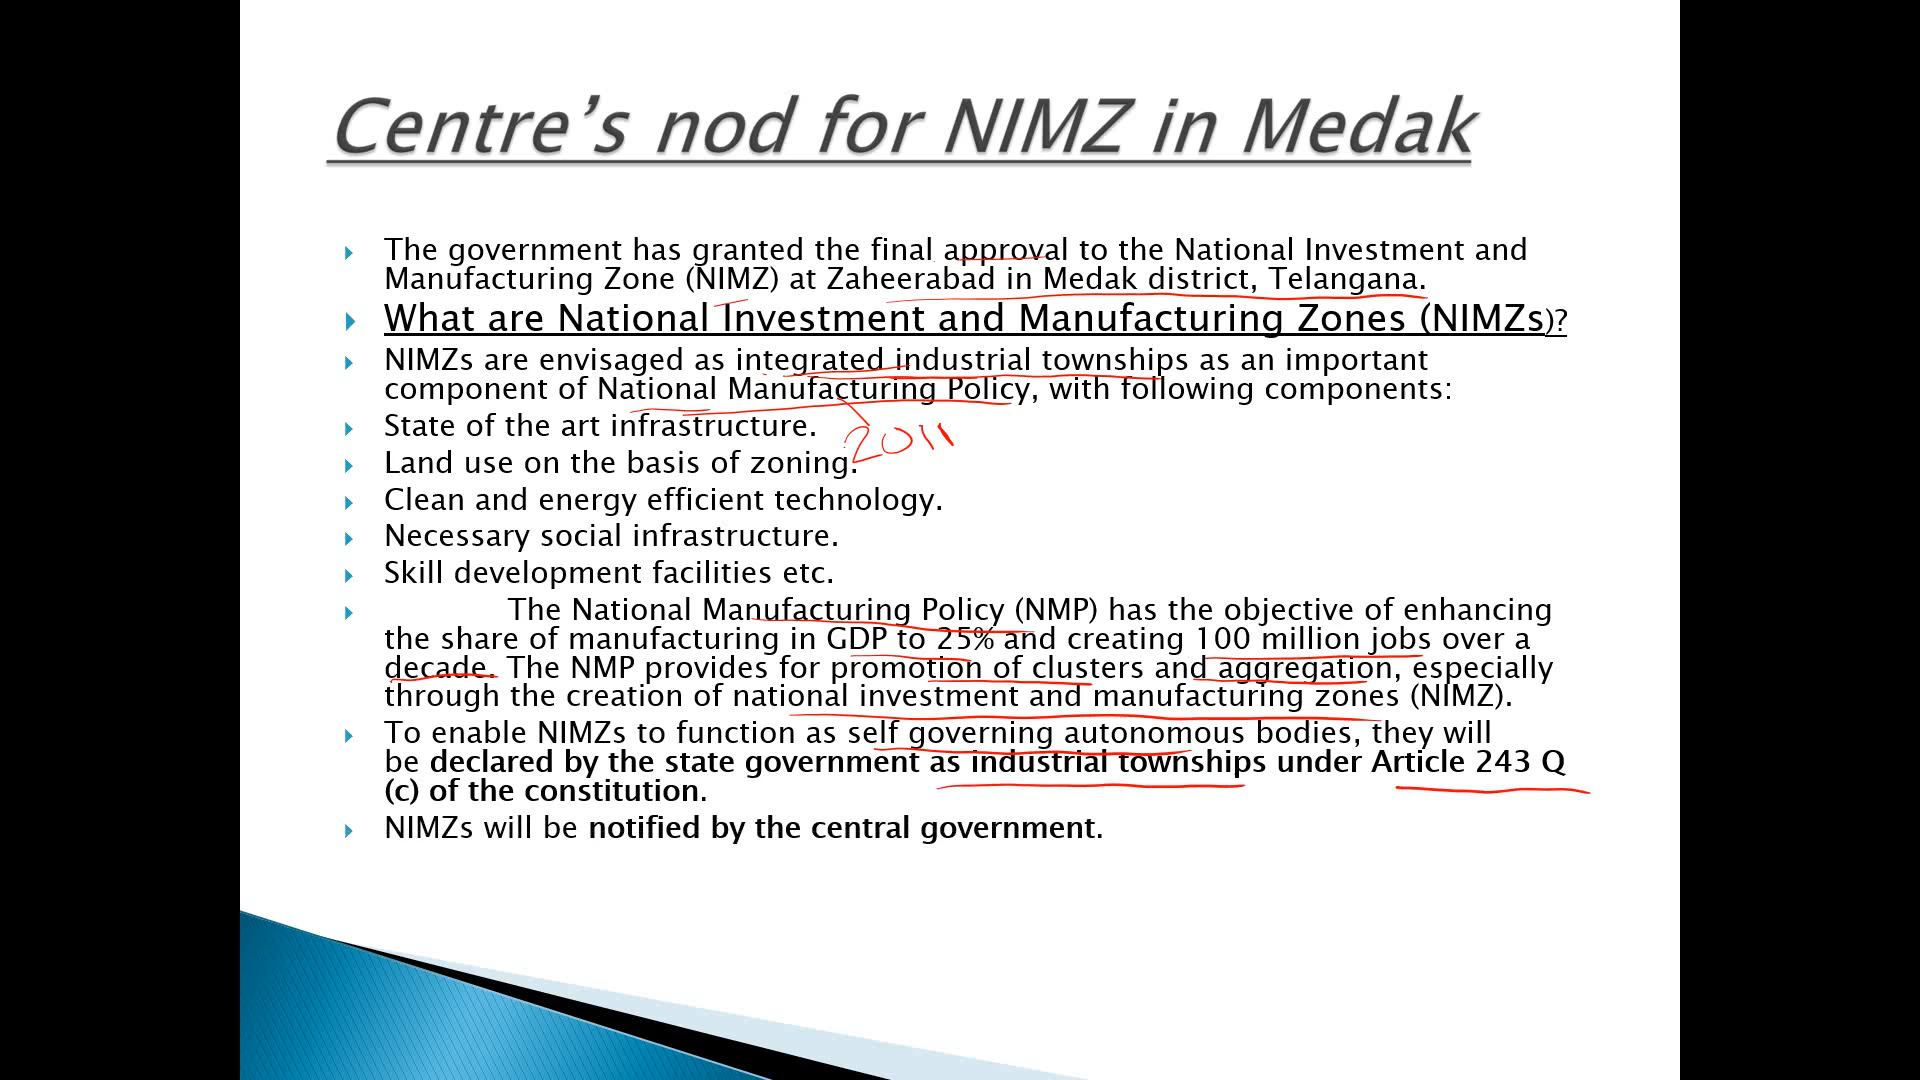 Centre’s nod for NIMZ in Medak
The government has granted the final approval to the National Investment and
Manufacturing Zone (NIMZ) at Zaheerabad in Medak district, Telangana.
What are National Investment and Manufacturing Zones (NIMZs)?
NIMZs are envisaged as integrated industrial townships as an important
component of National Manufacturing Policy, with following components:
State of the art infrastructure.
2011
Land use on the basis of zoning.
Clean and energy efficient technology.
Necessary social infrastructure.
Skill development facilities etc.
The National Manufacturing Policy (NMP) has the objective of enhancing
the share of manufacturing in GDP to 25% and creating 100 million jobs over a
decade. The NMP provides for promotion of clusters and aggregation, especially
through the creation of national investment and manufacturing zones (NIMZ).
To enable NIMZs to function as self governing autonomous bodies, they will
be declared by the state government as industrial townships under Article 243 Q
(c) of the constitution.
NIMZs will be notified by the central government.